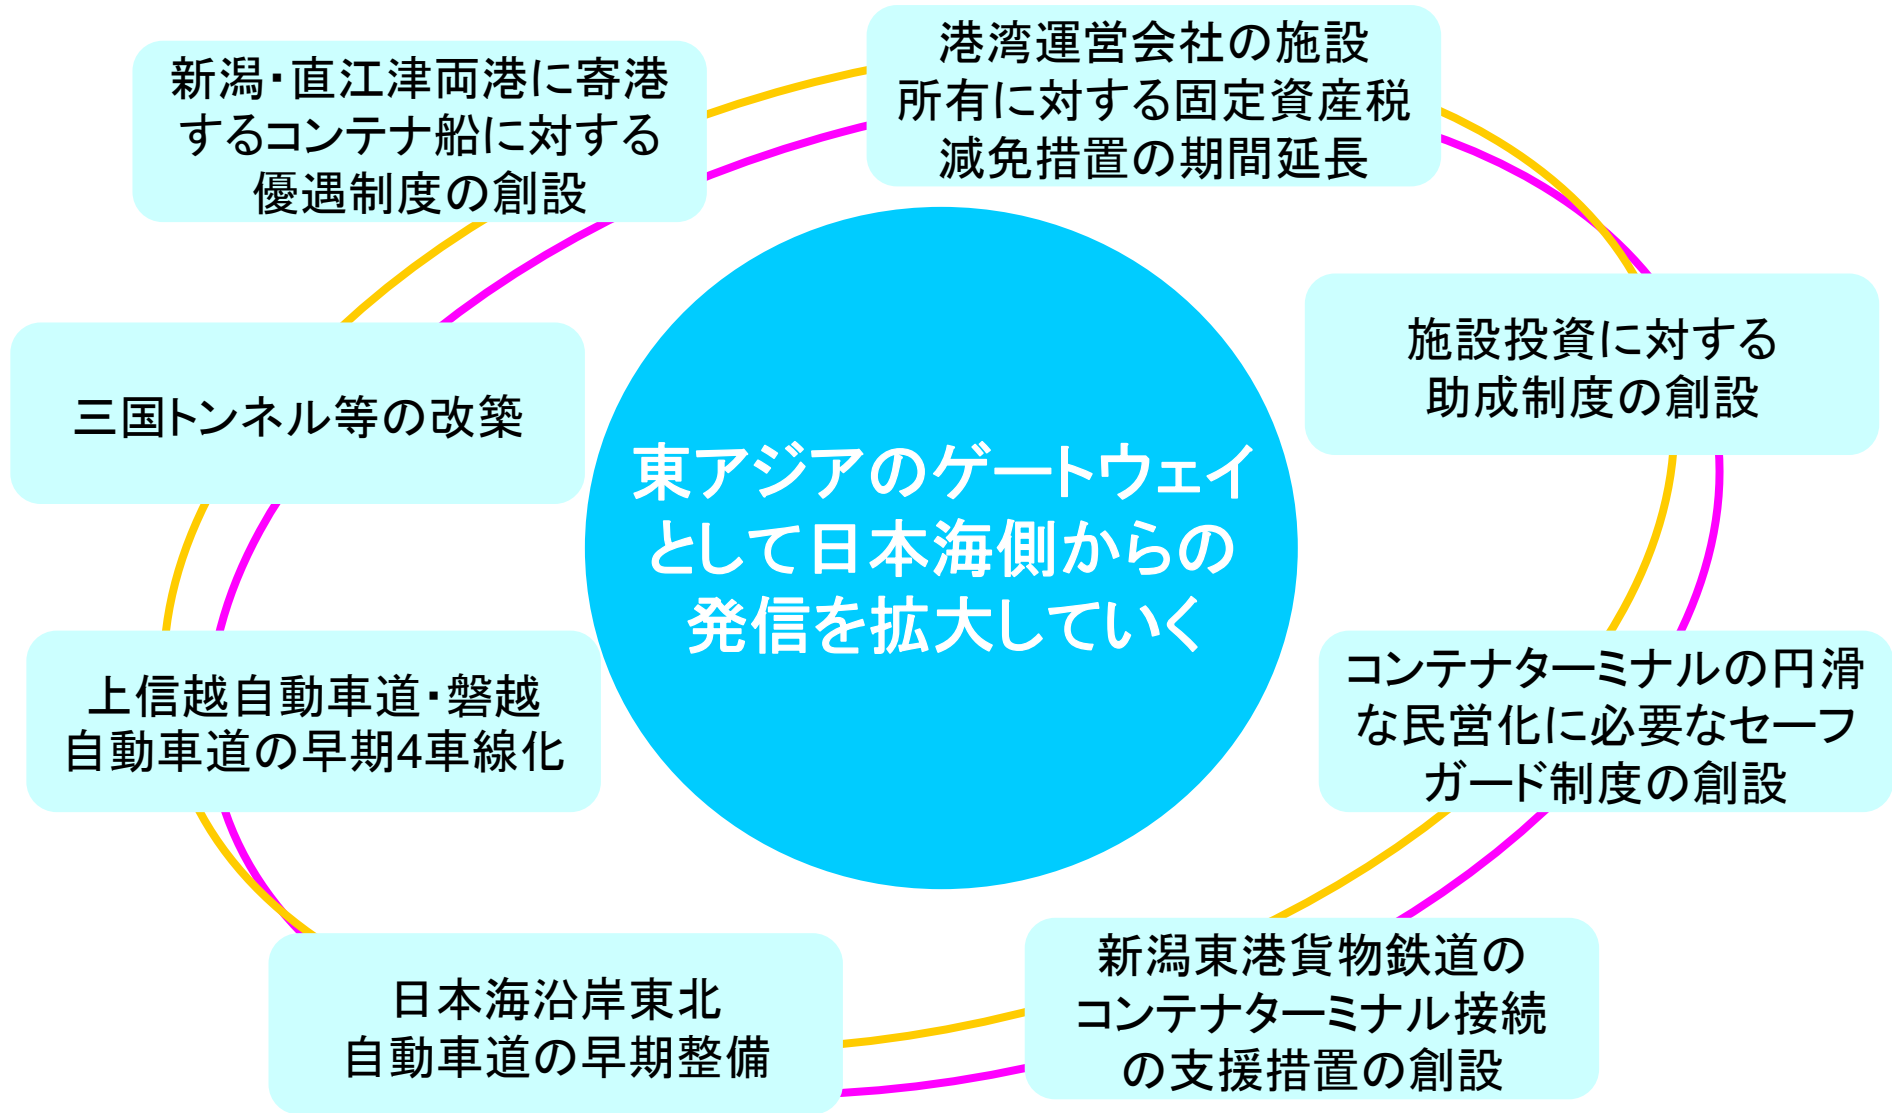 新潟・直江津両港に寄港
するコンテナ船に対する
優遇制度の創設
港湾運営会社の施設
所有に対する固定資産税
減免措置の期間延長
施設投資に対する
助成制度の創設
三国トンネル等の改築
東アジアのゲートウェイ
として日本海側からの
発信を拡大していく
コンテナターミナルの円滑
な民営化に必要なセーフ
ガード制度の創設
上信越自動車道・磐越
自動車道の早期4車線化
日本海沿岸東北
自動車道の早期整備
新潟東港貨物鉄道の
コンテナターミナル接続
の支援措置の創設